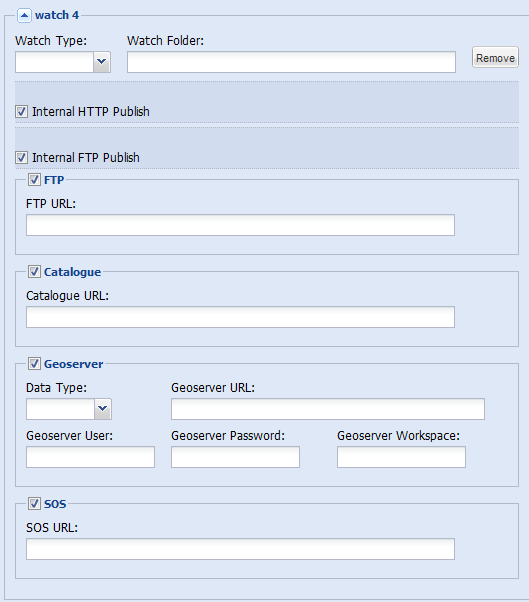 watch 4
Watch Type: Watch Folder:
Remove
Internal HTTP Publish
Internal FTP Publish
FTP
FTP URL:
Catalogue
Catalogue URL:
Geoserver
Data Type: Geoserver URL:
Geoserver User: Geoserver Password: Geoserver Workspace:
SOS
SOS URL: